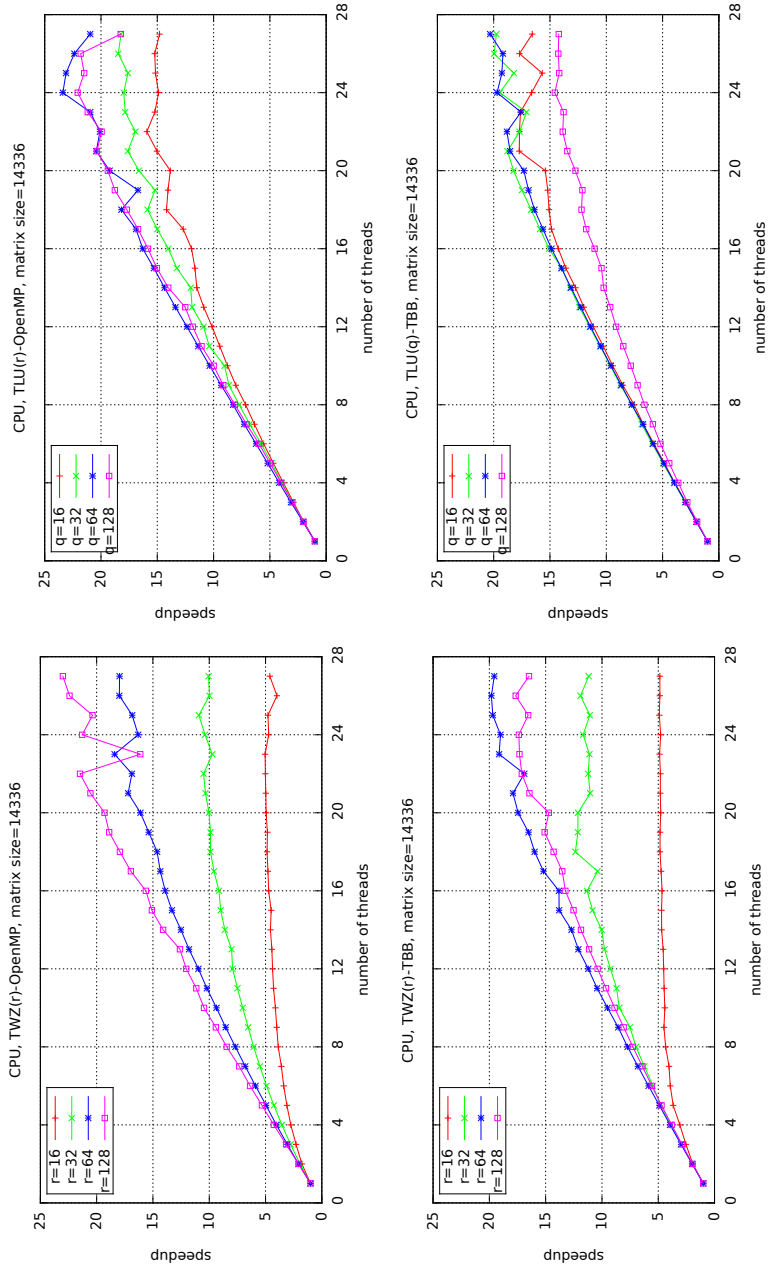 CPU, TWZ(r)-OpenMP, matrix size=14336
25
20
15
10
5
0
speedup
r=16
r=32
r=64
r=128
0
4
8
12
16
20
24
28
number of threads
CPU, TLU(r)-OpenMP, matrix size=14336
25
20
15
10
5
0
speedup
q=16
q=32
q=64
q=128
0
4
8
12
16
20
24
28
number of threads
CPU, TWZ(r)-TBB, matrix size=14336
25
20
15
10
5
0
speedup
r=16
r=32
r=64
r=128
0
4
8
12
16
20
24
28
number of threads
CPU, TLU(q)-TBB, matrix size=14336
25
20
15
10
5
0
speedup
q=16
q=32
q=64
q=128
0
4
8
12
16
20
24
28
number of threads